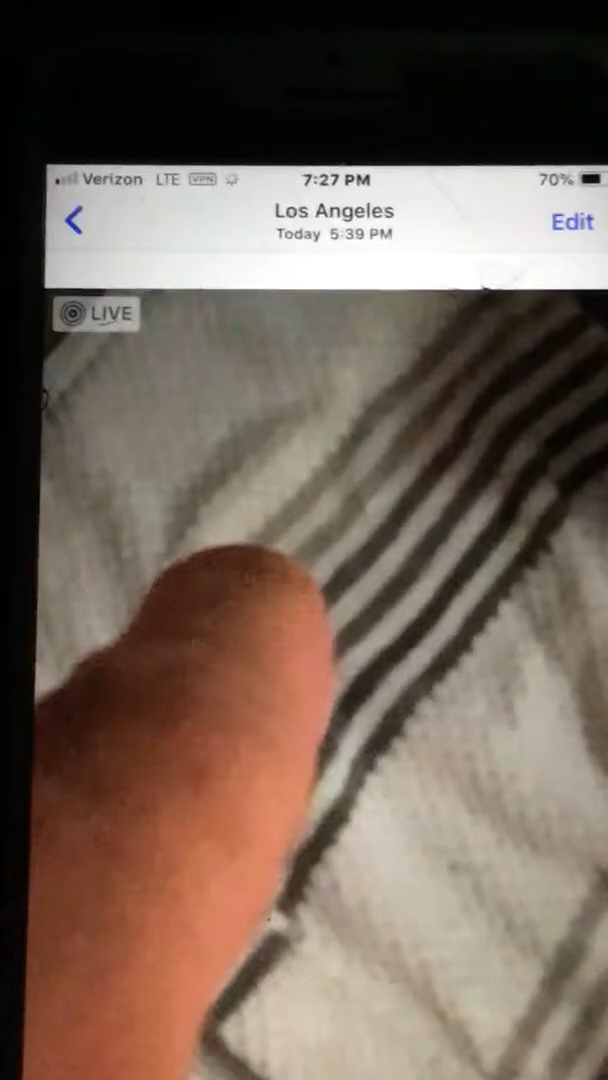 Verizon LTE VPN 7:27 PM 70%
Los Angeles
Edit
Today 5:39 PM
LIVE